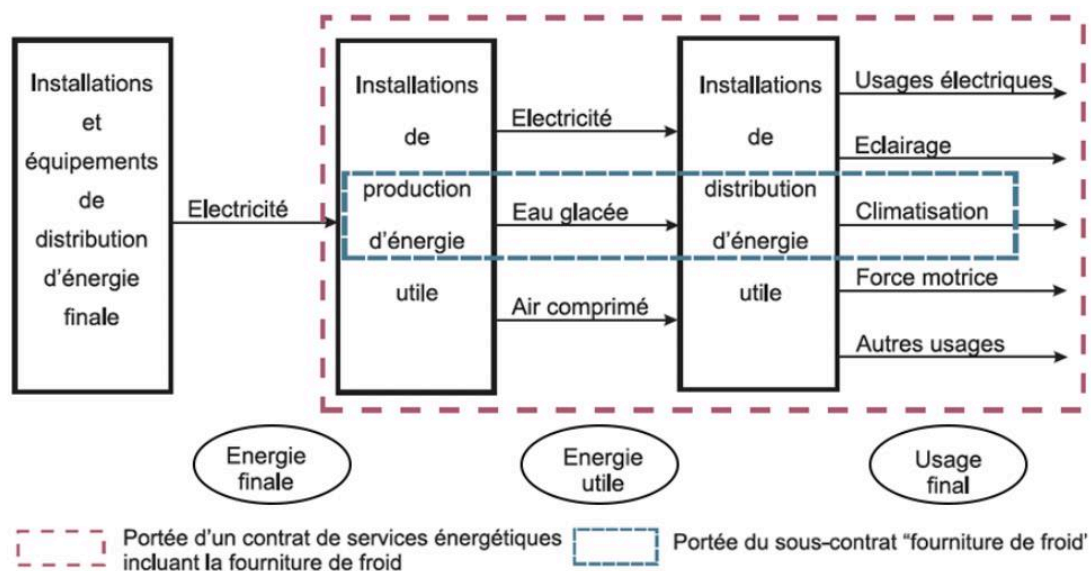 Installations
et
équipements
de
distribution
d'énergie
finale
Electricité
Installations
de
production
d'énergie
utile
Electricité
Eau glacée
Air comprimé
Installations
de
distribution
d'énergie
utile
Usages électriques
Eclairage
Climatisation
Force motrice
Autres usages
Energie
finale
Energie
utile
Usage
final
Portée d'un contrat de services énergétiques
incluant la fourniture de froid
Portée du sous-contrat "fourniture de froid'